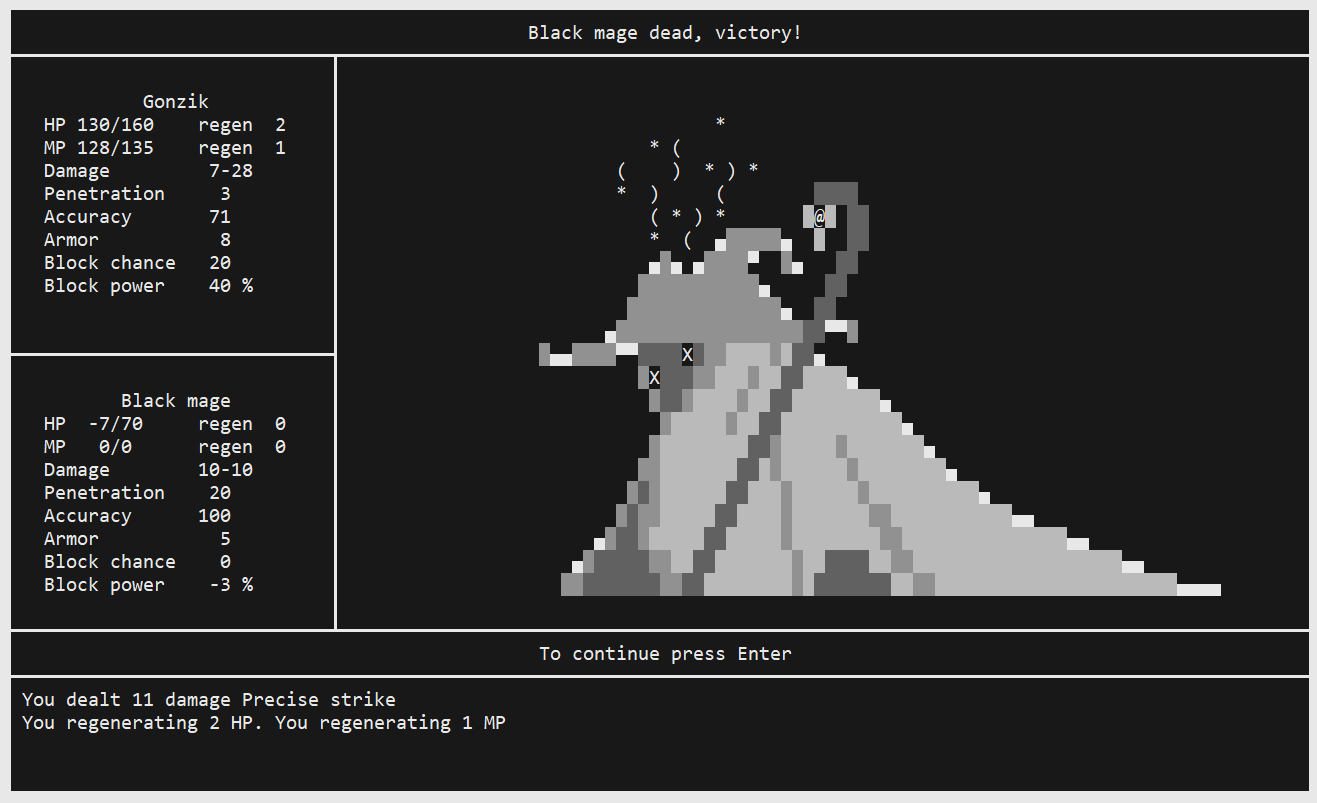 Black mage dead, victory!
Gonzik
HP 130/160 regen 2
MP 128/135 regen 1
Damage 7-28
Penetration 3
Accuracy 71
Armor 8
Block chance 20
Block power 40 %
Black mage
HP -7/70 regen 0
MP 0/0 regen 0
Damage 10-10
Penetration 20
Accuracy 100
Armor 5
Block chance 0
Block power -3 %
*
* (
( ) * ) *
* ) (
( * ) *
@
* (
X
X
To continue press Enter
You dealt 11 damage Precise strike
You regenerating 2 HP. You regenerating 1 MP